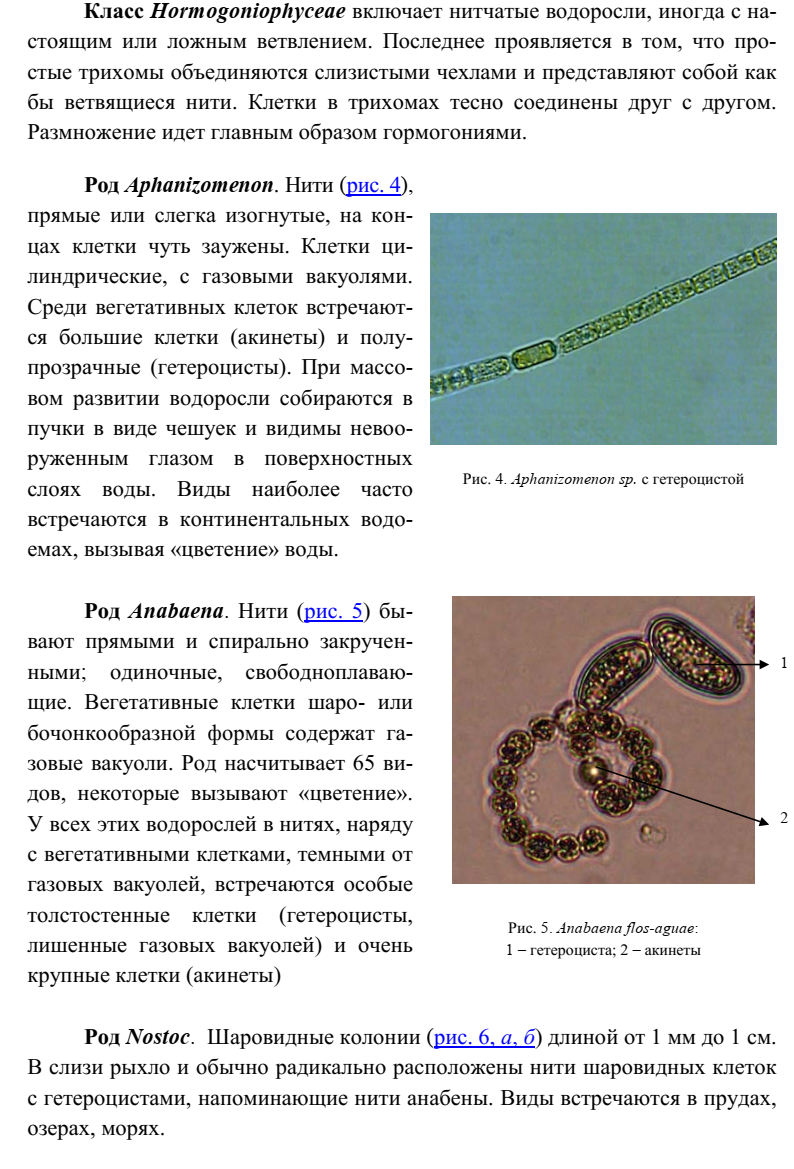 Класс Hormogoniophyceae включает нитчатые водоросли, иногда с на-
стоящим или ложным ветвлением. Последнее проявляется в том, что про-
стые трихомы объединяются слизистыми чехлами и представляют собой как
бы ветвящиеся нити. Клетки в трихомах тесно соединены друг с другом.
Размножение идет главным образом гормогониями.
Род Aphanizomenon. Нити (рис. 4),
прямые или слегка изогнутые, на кон-
цах клетки чуть заужены. Клетки ци-
линдрические, с газовыми вакуолями.
Среди вегетативных клеток встречают-
ся большие клетки (акинеты) и полу-
прозрачные (гетероцисты). При массо-
вом развитии водоросли собираются в
пучки в виде чешуек и видимы невоо-
руженным глазом в поверхностных
слоях воды. Виды наиболее часто
встречаются в континентальных водо-
емах, вызывая «цветение» воды.
Рис. 4. Aphanizomenon sp. с гетероцистой
Род Anabaena. Нити (рис. 5) бы-
вают прямыми и спирально закручен-
ными; одиночные, свободноплаваю-
щие. Вегетативные клетки шаро- или
бочонкообразной формы содержат га-
зовые вакуоли. Род насчитывает 65 ви-
дов, некоторые вызывают «цветение».
У всех этих водорослей в нитях, наряду
с вегетативными клетками, темными от
газовых вакуолей, встречаются особые
толстостенные клетки (гетероцисты,
лишенные газовых вакуолей) и очень
крупные клетки (акинеты)
1
2
Рис. 5. Anabaena flos-aguae:
1 – гетероциста; 2 – акинеты
Род Nostoc. Шаровидные колонии (рис. 6, а, б) длиной от 1 мм до 1 см.
В слизи рыхло и обычно радикально расположены нити шаровидных клеток
с гетероцистами, напоминающие нити анабены. Виды встречаются в прудах,
озерах, морях.